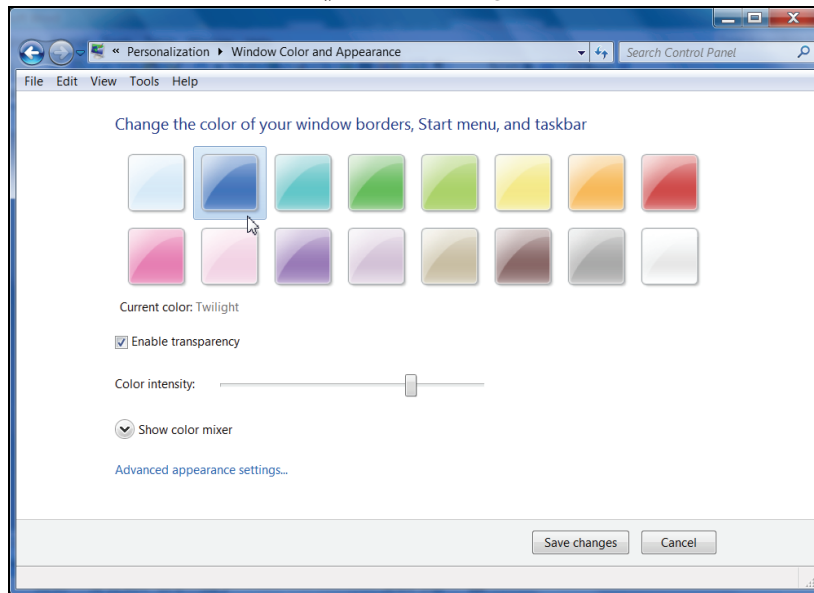 « Personalization ▸ Window Color and Appearance
Search Control Panel
File Edit View Tools Help
Change the color of your window borders, Start menu, and taskbar
Current color: Twilight
Enable transparency
Color intensity:
Show color mixer
Advanced appearance settings...
Save changes Cancel